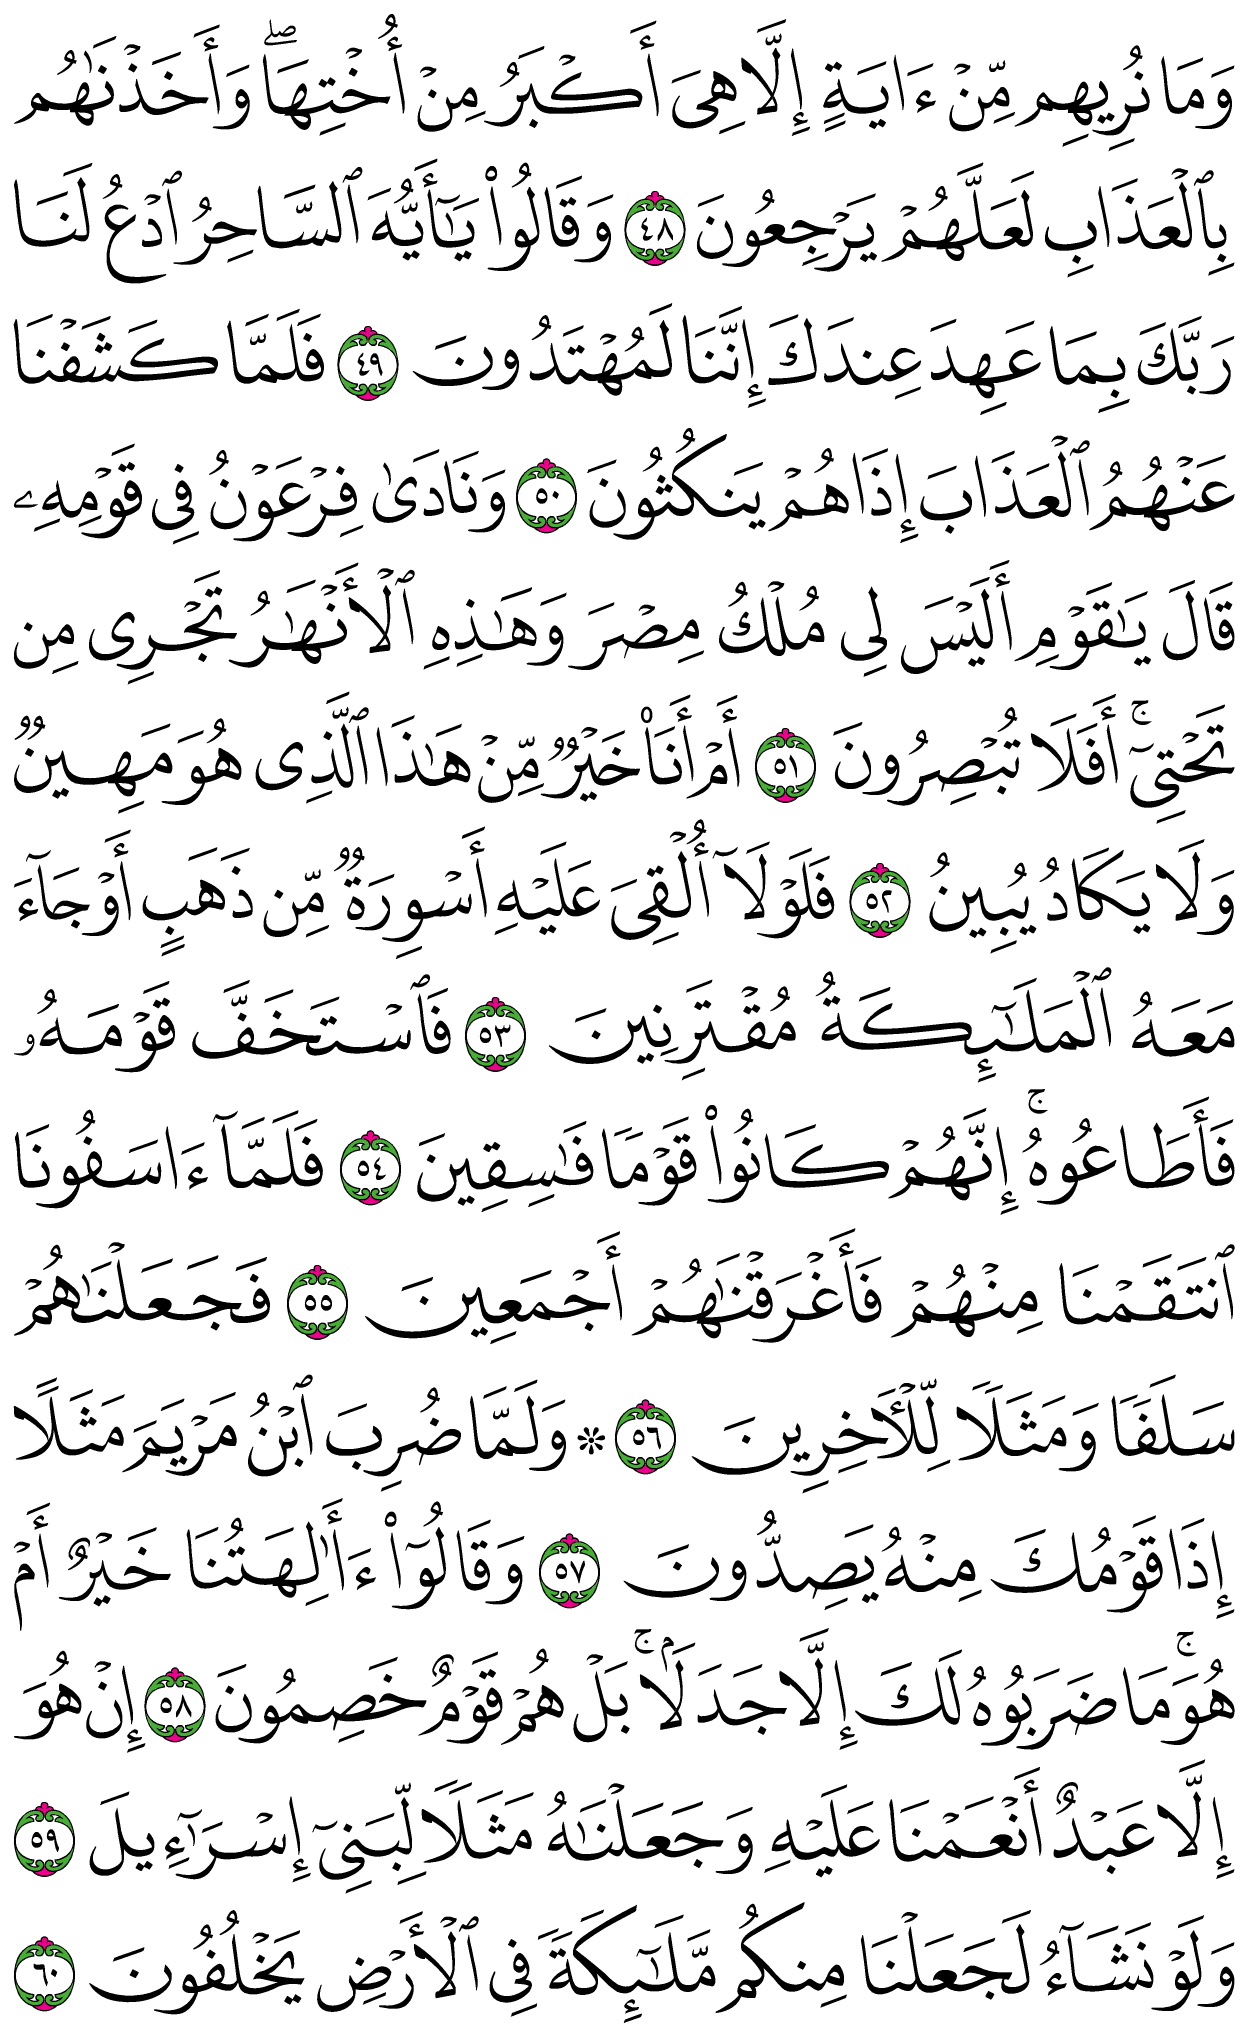 وَمَا نُرِيهِم مِّنۡ ءَايَةٍ إِلَّا هِىَ أَكۡبَرُ مِنۡ أُخۡتِهَاۖ وَأَخَذۡنَٰهُم
بِٱلۡعَذَابِ لَعَلَّهُمۡ يَرۡجِعُونَ ٤٨ وَقَالُواْ يَٰٓأَيُّهَ ٱلسَّاحِرُ ٱدۡعُ لَنَا
رَبَّكَ بِمَا عَهِدَ عِندَكَ إِنَّنَا لَمُهۡتَدُونَ ٤٩ فَلَمَّا كَشَفۡنَا
عَنۡهُمُ ٱلۡعَذَابَ إِذَا هُمۡ يَنكُثُونَ ٥٠ وَنَادَىٰ فِرۡعَوۡنُ فِى قَوۡمِهِۦ
قَالَ يَٰقَوۡمِ أَلَيۡسَ لِى مُلۡكُ مِصۡرَ وَهَٰذِهِ ٱلۡأَنۡهَٰرُ تَجۡرِى مِن
تَحۡتِىٓۚ أَفَلَا تُبۡصِرُونَ ٥١ أَمۡ أَنَا۠ خَيۡرٞ مِّنۡ هَٰذَا ٱلَّذِى هُوَ مَهِينٞ
وَلَا يَكَادُ يُبِينُ ٥٢ فَلَوۡلَآ أُلۡقِىَ عَلَيۡهِ أَسۡوِرَةٞ مِّن ذَهَبٍ أَوۡ جَآءَ
مَعَهُ ٱلۡمَلَٰٓئِكَةُ مُقۡتَرِنِينَ ٥٣ فَٱسۡتَخَفَّ قَوۡمَهُۥ
فَأَطَاعُوهُۚ إِنَّهُمۡ كَانُواْ قَوۡمٗا فَٰسِقِينَ ٥٤ فَلَمَّآ ءَاسَفُونَا
ٱنتَقَمۡنَا مِنۡهُمۡ فَأَغۡرَقۡنَٰهُمۡ أَجۡمَعِينَ ٥٥ فَجَعَلۡنَٰهُمۡ
سَلَفٗا وَمَثَلٗا لِّلۡأٓخِرِينَ ٥٦ ۞ وَلَمَّا ضُرِبَ ٱبۡنُ مَرۡيَمَ مَثَلًا
إِذَا قَوۡمُكَ مِنۡهُ يَصِدُّونَ ٥٧ وَقَالُوٓاْ ءَأَٰلِهَتُنَا خَيۡرٌ أَمۡ
هُوَۚ مَا ضَرَبُوهُ لَكَ إِلَّا جَدَلَۢاۚ بَلۡ هُمۡ قَوۡمٌ خَصِمُونَ ٥٨ إِنۡ هُوَ
إِلَّا عَبۡدٌ أَنۡعَمۡنَا عَلَيۡهِ وَجَعَلۡنَٰهُ مَثَلٗا لِّبَنِىٓ إِسۡرَٰٓءِيلَ ٥٩
وَلَوۡ نَشَآءُ لَجَعَلۡنَا مِنكُم مَّلَٰٓئِكَةٗ فِى ٱلۡأَرۡضِ يَخۡلُفُونَ ٦٠